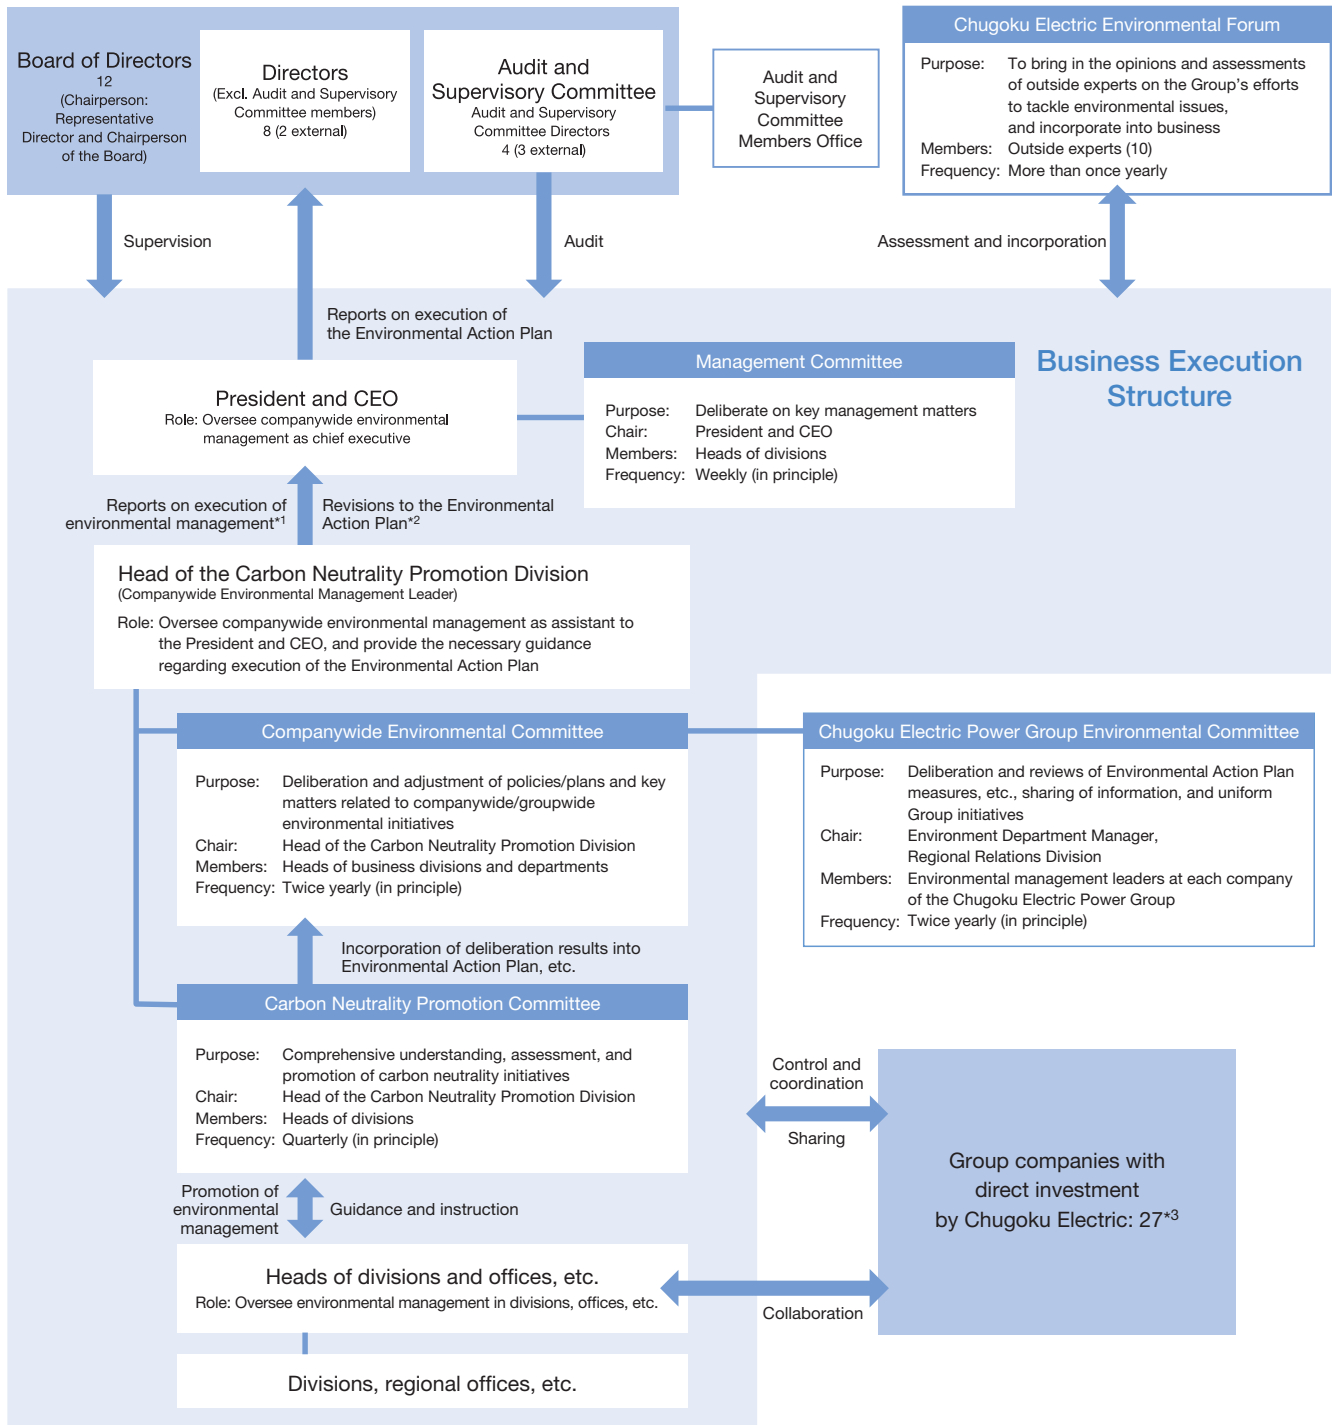 Board of Directors
12
(Chairperson:
Representative
Director and Chairperson
of the Board)
Directors
(Excl. Audit and Supervisory
Committee members)
8 (2 external)
Audit and
Supervisory Committee
Audit and Supervisory
Committee Directors
4 (3 external)
Audit and
Supervisory
Committee
Members Office
Chugoku Electric Environmental Forum
Purpose: To bring in the opinions and assessments
of outside experts on the Group's efforts
to tackle environmental issues,
and incorporate into business
Members: Outside experts (10)
Frequency: More than once yearly
Supervision
Audit
Assessment and incorporation
Reports on execution of
the Environmental Action Plan
Business Execution
Structure
President and CEO
Role: Oversee companywide environmental
management as chief executive
Management Committee
Purpose: Deliberate on key management matters
Chair: President and CEO
Members: Heads of divisions
Frequency: Weekly (in principle)
Reports on execution of
environmental management*1
Revisions to the Environmental
Action Plan*2
Head of the Carbon Neutrality Promotion Division
(Companywide Environmental Management Leader)
Role: Oversee companywide environmental management as assistant to
the President and CEO, and provide the necessary guidance
regarding execution of the Environmental Action Plan
Companywide Environmental Committee
Purpose: Deliberation and adjustment of policies/plans and key
matters related to companywide/groupwide
environmental initiatives
Chair: Head of the Carbon Neutrality Promotion Division
Members: Heads of business divisions and departments
Frequency: Twice yearly (in principle)
Chugoku Electric Power Group Environmental Committee
Purpose: Deliberation and reviews of Environmental Action Plan
measures, etc., sharing of information, and uniform
Group initiatives
Chair: Environment Department Manager,
Regional Relations Division
Members: Environmental management leaders at each company
of the Chugoku Electric Power Group
Frequency: Twice yearly (in principle)
Incorporation of deliberation results into
Environmental Action Plan, etc.
Carbon Neutrality Promotion Committee
Purpose: Comprehensive understanding, assessment, and
promotion of carbon neutrality initiatives
Chair: Head of the Carbon Neutrality Promotion Division
Members: Heads of divisions
Frequency: Quarterly (in principle)
Control and
coordination
Sharing
Group companies with
direct investment
by Chugoku Electric: 27*3
Promotion of
environmental
management
Guidance and instruction
Heads of divisions and offices, etc.
Role: Oversee environmental management in divisions, offices, etc.
Collaboration
Divisions, regional offices, etc.